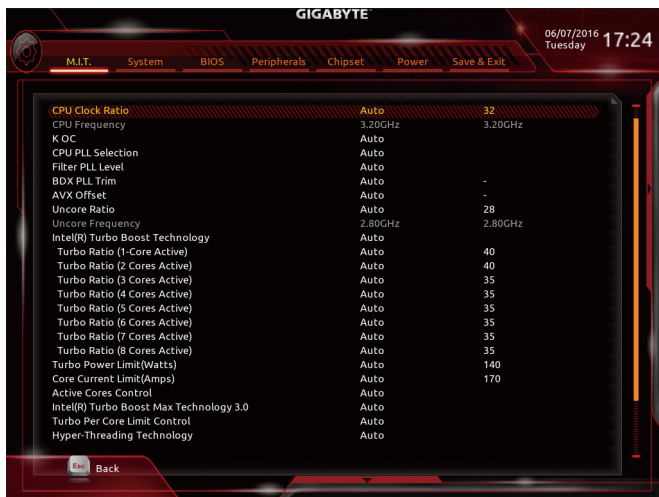 GIGABYTE™
06/07/2016 Tuesday 17:24
M.I.T. System BIOS Peripherals Chipset Power Save & Exit
CPU Clock Ratio Auto 32
CPU Frequency 3.20GHz 3.20GHz
K OC Auto
CPU PLL Selection Auto
Filter PLL Level Auto
BDX PLL Trim Auto -
AVX Offset Auto -
Uncore Ratio Auto 28
Uncore Frequency 2.80GHz 2.80GHz
Intel(R) Turbo Boost Technology Auto
Turbo Ratio (1-Core Active) Auto 40
Turbo Ratio (2 Cores Active) Auto 40
Turbo Ratio (3 Cores Active) Auto 35
Turbo Ratio (4 Cores Active) Auto 35
Turbo Ratio (5 Cores Active) Auto 35
Turbo Ratio (6 Cores Active) Auto 35
Turbo Ratio (7 Cores Active) Auto 35
Turbo Ratio (8 Cores Active) Auto 35
Turbo Power Limit(Watts) Auto 140
Core Current Limit(Amps) Auto 170
Active Cores Control Auto
Intel(R) Turbo Boost Max Technology 3.0 Auto
Turbo Per Core Limit Control Auto
Hyper-Threading Technology Auto
Esc Back